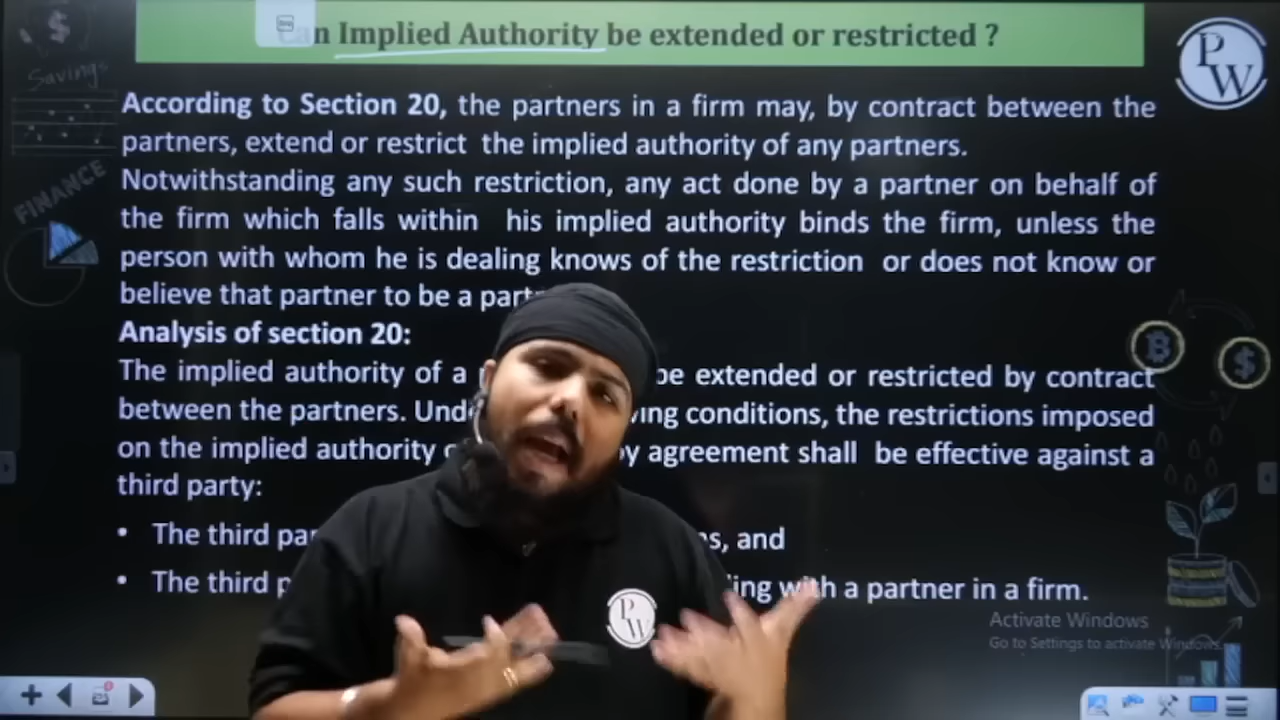 an Implied Authority be extended or restricted ?
P
W
Savings
FINANCE
According to Section 20, the partners in a firm may, by contract between the
partners, extend or restrict the implied authority of any partners.
Notwithstanding any such restriction, any act done by a partner on behalf of
the firm which falls within his implied authority binds the firm, unless the
person with whom he is dealing knows of the restriction or does not know or
believe that partner to be a part
Analysis of section 20:
The implied authority of a be extended or restricted by contract
between the partners. Und ing conditions, the restrictions imposed
on the implied authority by agreement shall be effective against a
third party:
• The third par s, and
• The third p ing with a partner in a firm.
P
W
Activate Windows
Go to Settings to activate Windows.